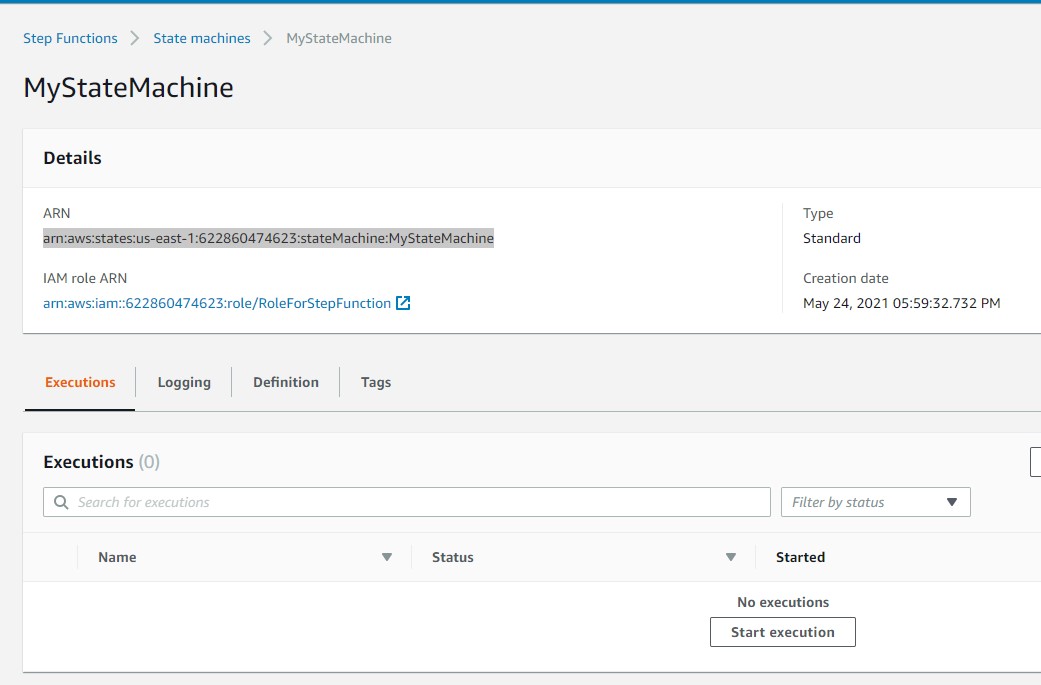 Step Functions > State machines > MyStateMachine
MyStateMachine
Details
ARN
arn:aws:states:us-east-1:622860474623:stateMachine:MyStateMachine
IAM role ARN
arn:aws:iam::622860474623:role/RoleForStepFunction
Type
Standard
Creation date
May 24, 2021 05:59:32.732 PM
Executions Logging Definition Tags
Executions (0)
Search for executions Filter by status
Name Status Started
No executions
Start execution